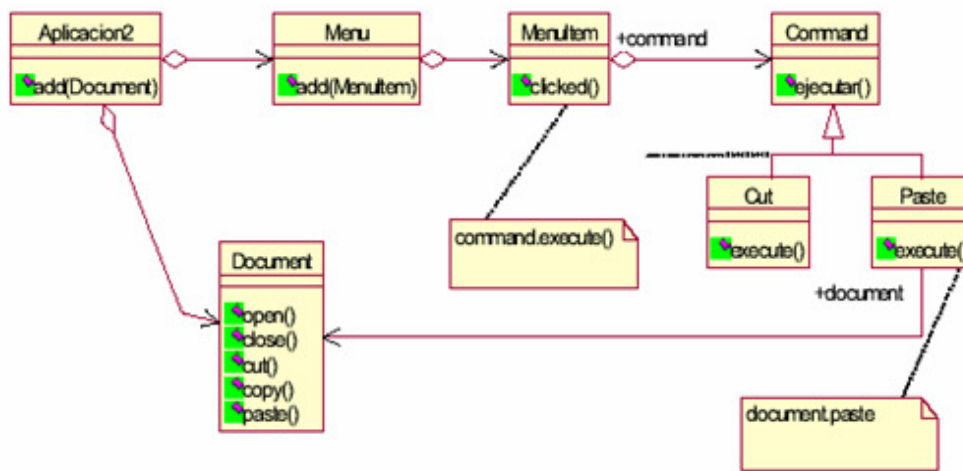 Aplicacion2
add(Document)
Menu
add(MenuItem)
MenuItem
clicked()
+command
Command
ejecutar()
Cut
execute()
Paste
execute()
command.execute()
+document
Document
open()
close()
cut()
copy()
paste()
document.paste